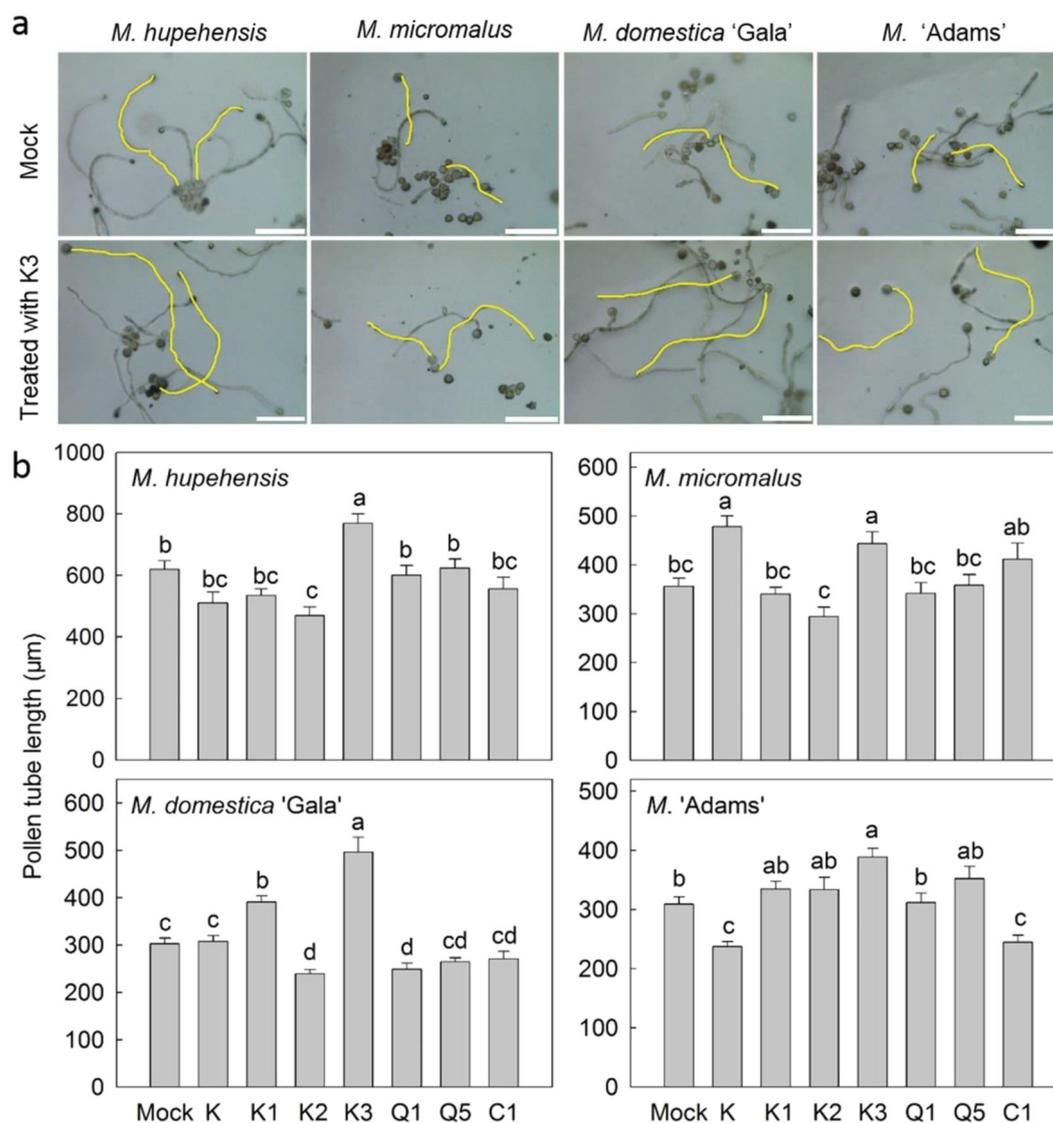 a
M. hupehensis M. micromalus M. domestica ‘Gala’ M. ‘Adams’
Mock
Treated with K3
b
Pollen tube length (µm)
M. hupehensis
1000
800
600
400
200
0
b bc bc c a b b bc
M. micromalus
600
500
400
300
200
100
0
bc a bc c a bc bc ab
M. domestica 'Gala'
600
500
400
300
200
100
0
c c b d a d cd cd
Mock K K1 K2 K3 Q1 Q5 C1
M. 'Adams'
500
400
300
200
100
0
b c ab ab a b ab c
Mock K K1 K2 K3 Q1 Q5 C1